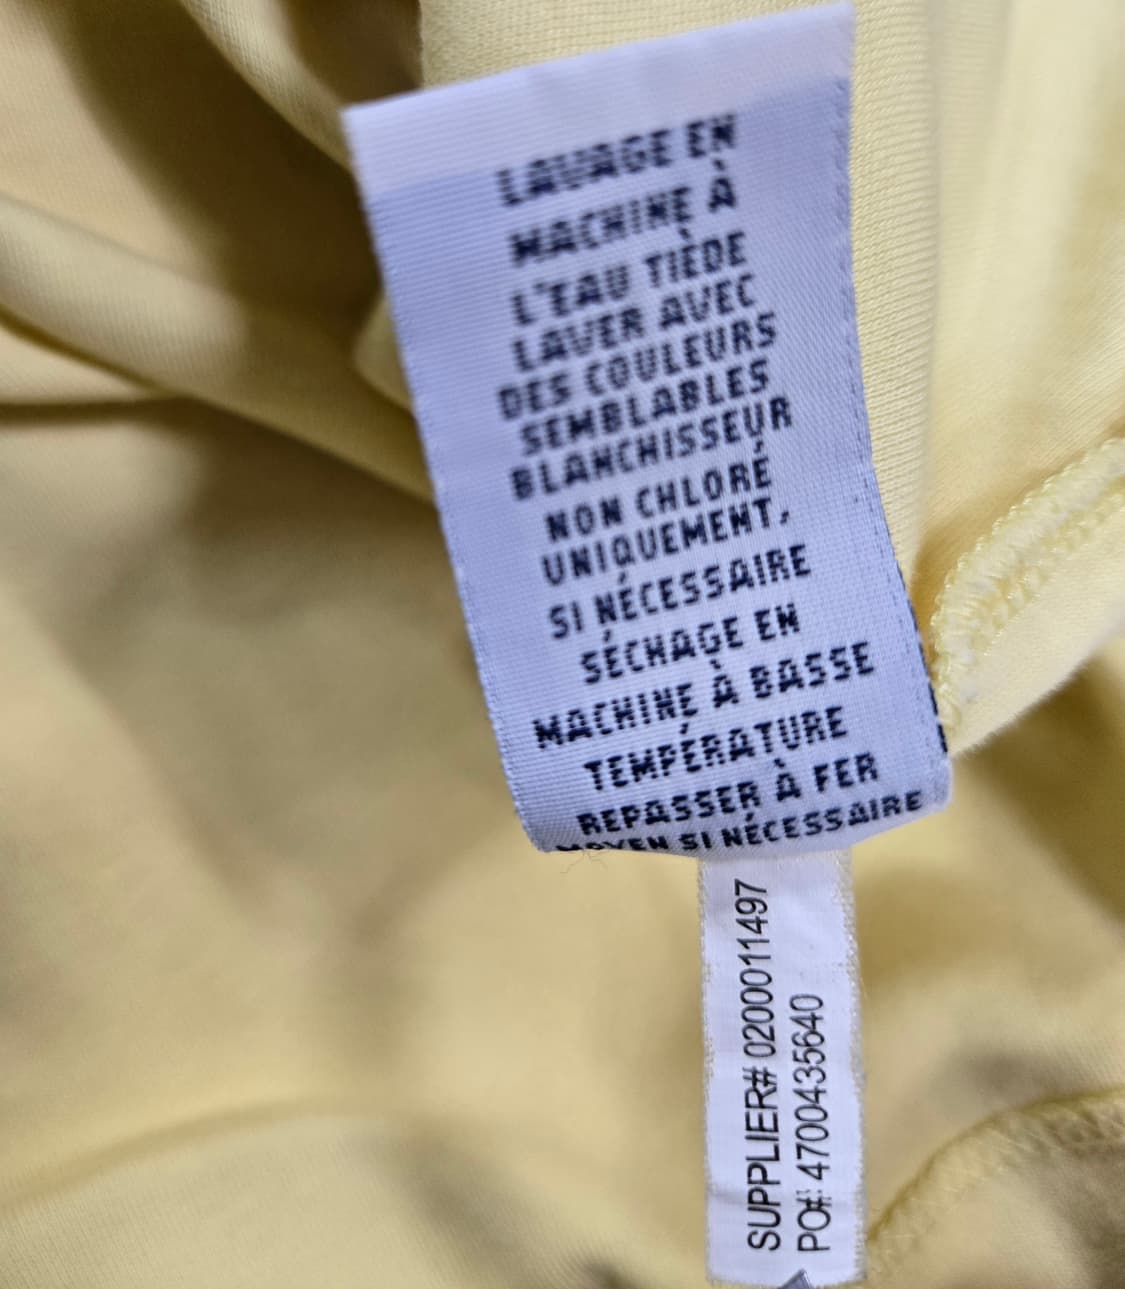 LAVAGE EN
MACHINE À
L'EAU TIÈDE
LAVER AVEC
DES COULEURS
SEMBLABLES
BLANCHISSEUR
NON CHLORÉ
UNIQUEMENT,
SI NÉCESSAIRE
SÉCHAGE EN
MACHINE À BASSE
TEMPÉRATURE
REPASSER À FER
MOYEN SI NÉCESSAIRE
SUPPLIER# 0200011497
PO#: 4700435640